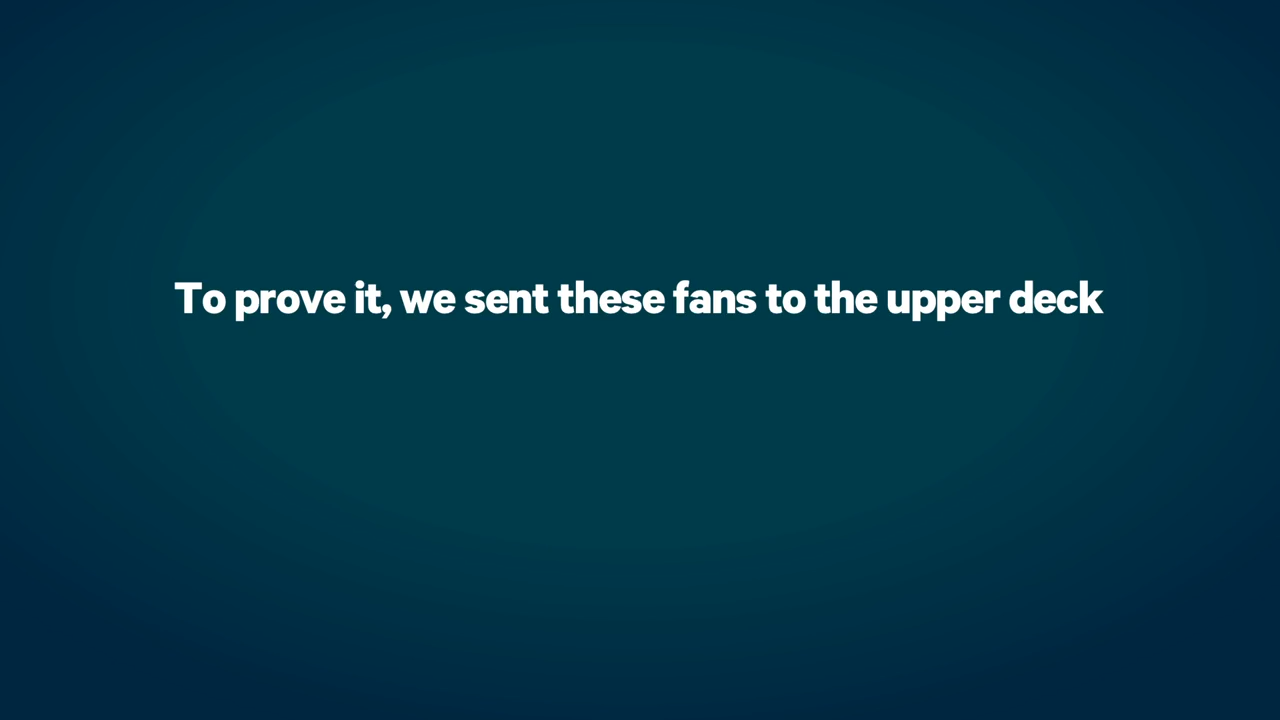 To prove it, we sent these fans to the upper deck